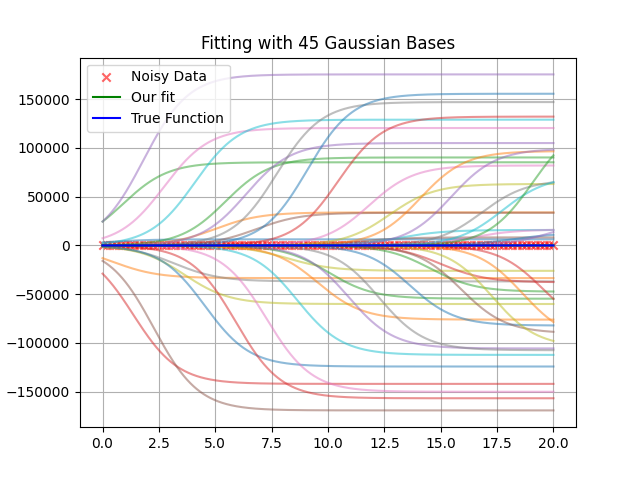 Fitting with 45 Gaussian Bases
Noisy Data
Our fit
True Function
150000
100000
50000
0
−50000
−100000
−150000
0.0 2.5 5.0 7.5 10.0 12.5 15.0 17.5 20.0